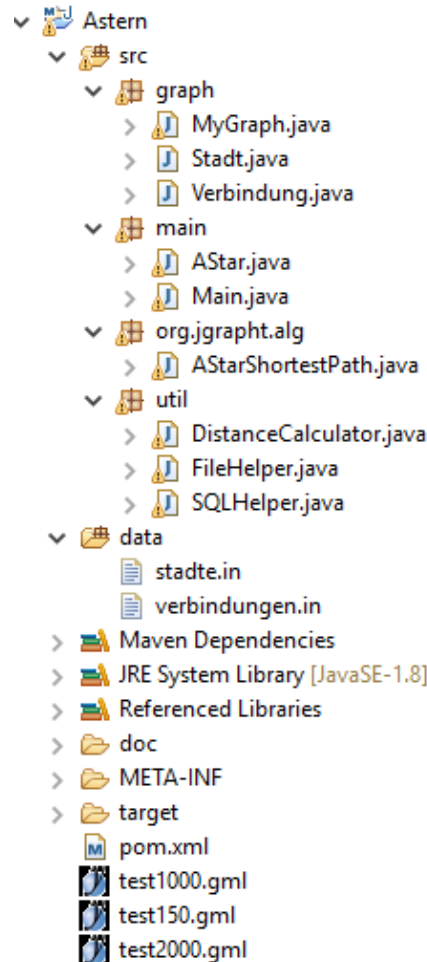 Astern
src
graph
MyGraph.java
Stadt.java
Verbindung.java
main
AStar.java
Main.java
org.jgrapht.alg
AStarShortestPath.java
util
DistanceCalculator.java
FileHelper.java
SQLHelper.java
data
stadte.in
verbindungen.in
Maven Dependencies
JRE System Library [JavaSE-1.8]
Referenced Libraries
doc
META-INF
target
pom.xml
test1000.gml
test150.gml
test2000.gml